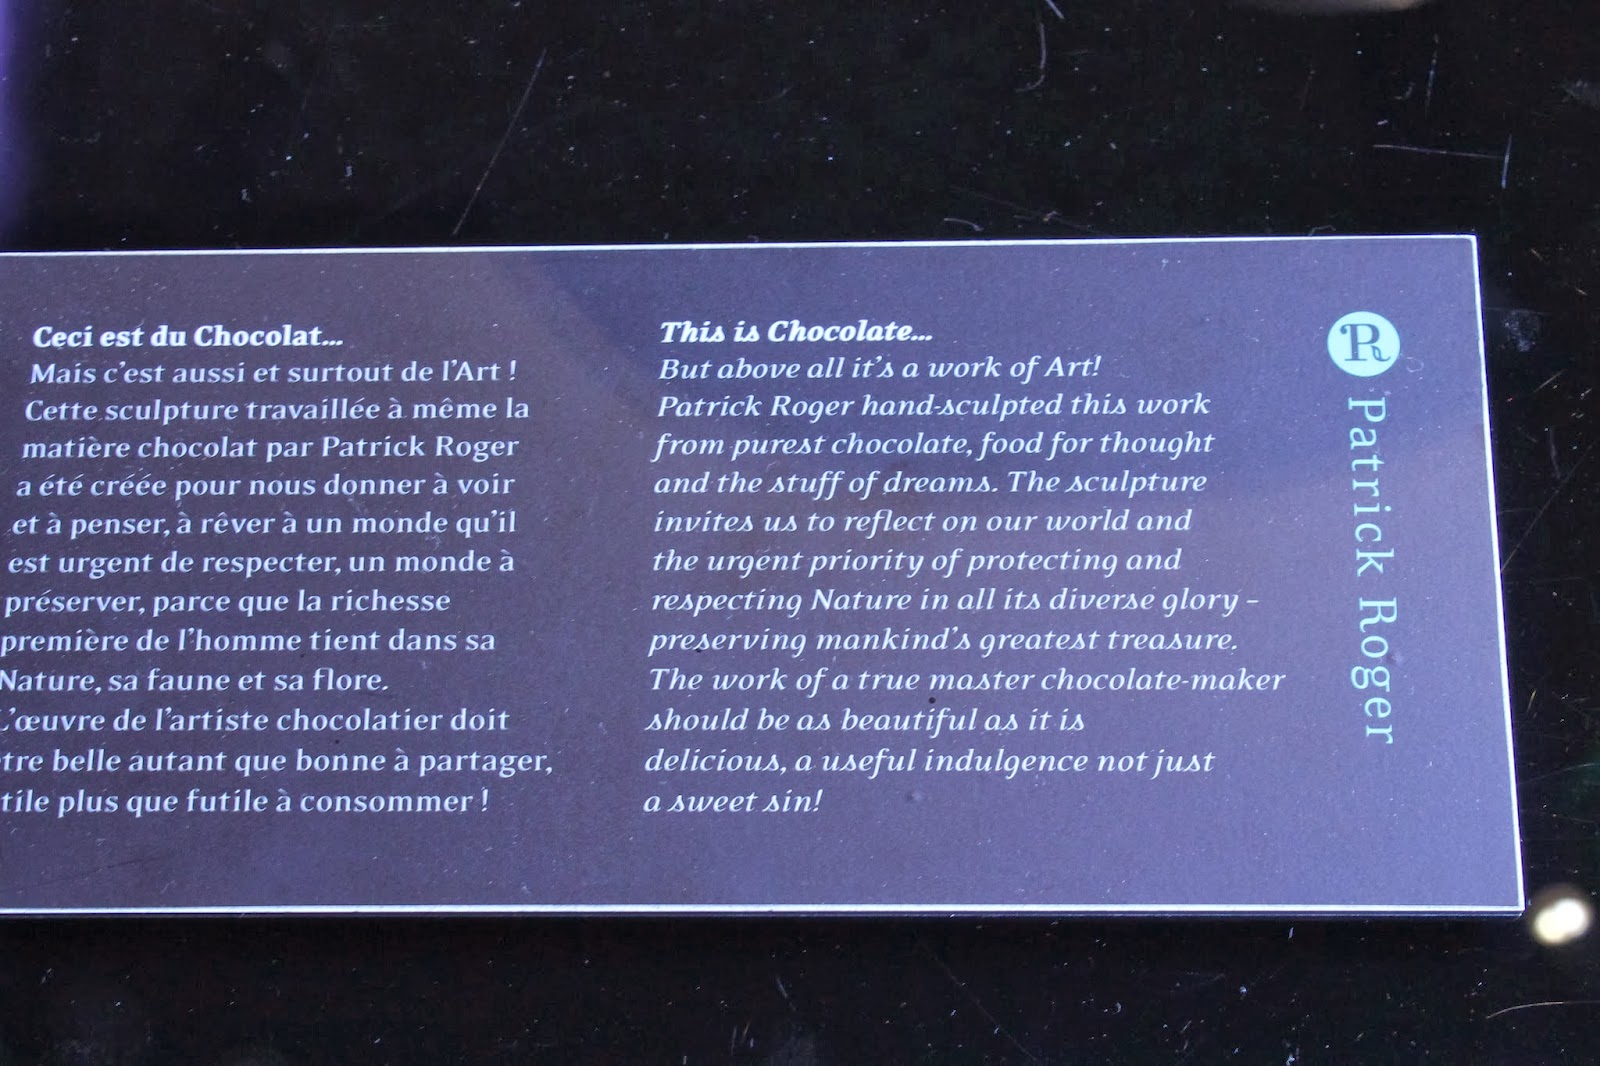 Ceci est du Chocolat...
Mais c'est aussi et surtout de l'Art !
Cette sculpture travaillée à même la
matière chocolat par Patrick Roger
a été créée pour nous donner à voir
et à penser, à rêver à un monde qu'il
est urgent de respecter, un monde à
préserver, parce que la richesse
première de l'homme tient dans sa
Nature, sa faune et sa flore.
L'œuvre de l'artiste chocolatier doit
tre belle autant que bonne à partager,
tile plus que futile à consommer !
This is Chocolate...
But above all it's a work of Art!
Patrick Roger hand-sculpted this work
from purest chocolate, food for thought
and the stuff of dreams. The sculpture
invites us to reflect on our world and
the urgent priority of protecting and
respecting Nature in all its diverse glory –
preserving mankind's greatest treasure.
The work of a true master chocolate-maker
should be as beautiful as it is
delicious, a useful indulgence not just
a sweet sin!
PR
Patrick Roger